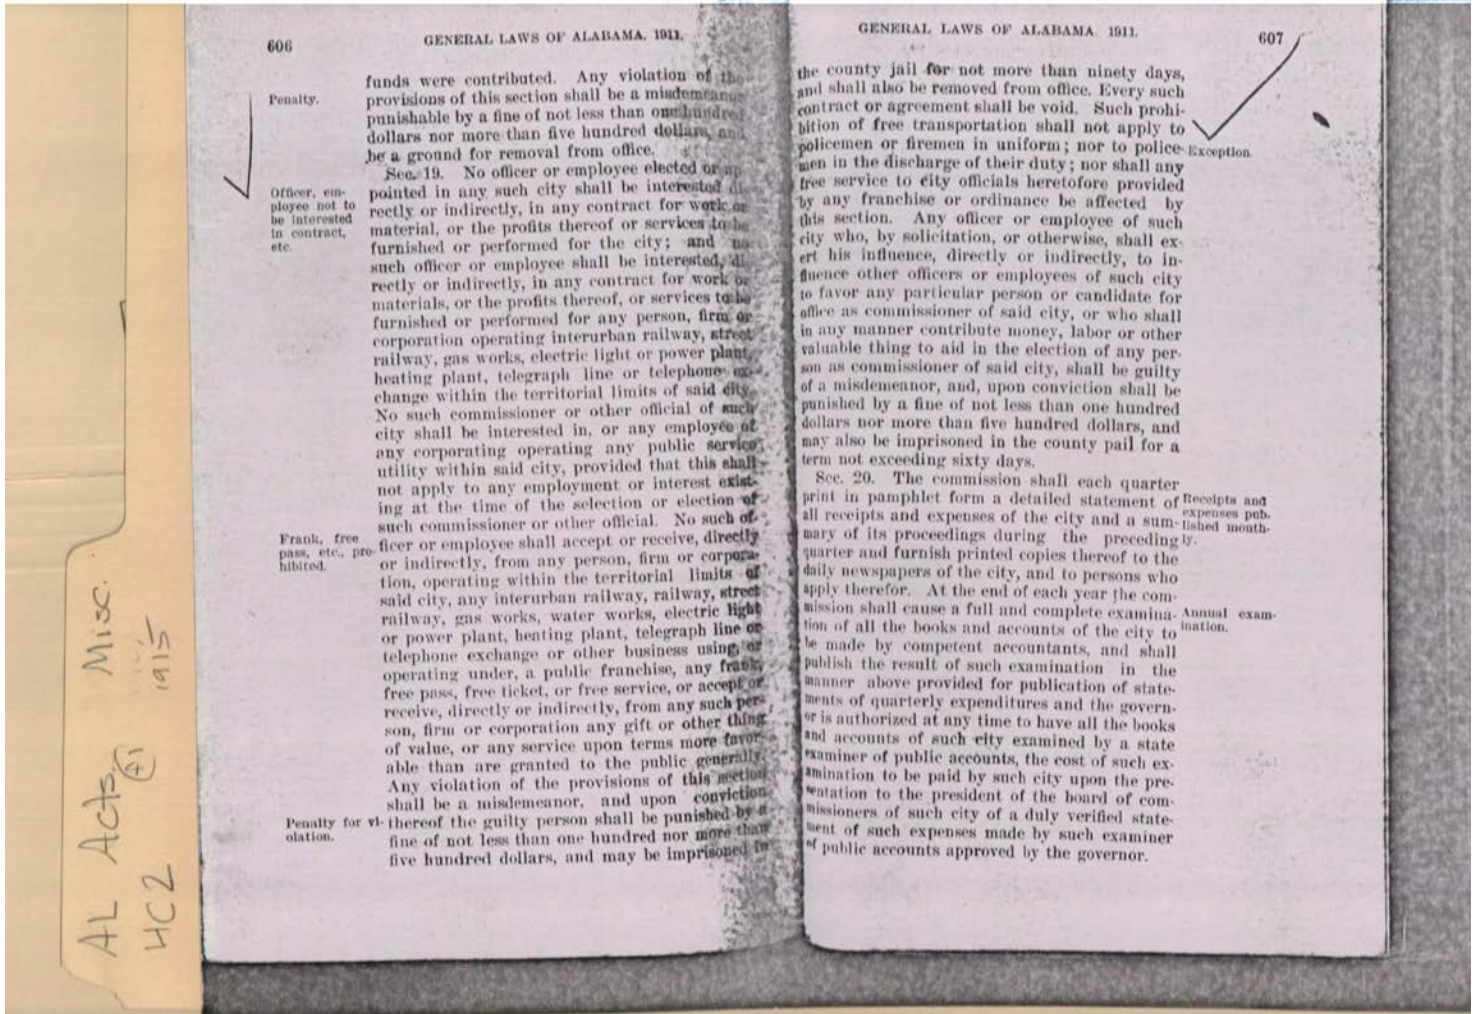 606
GENERAL LAWS OF ALABAMA, 1911.
funds were contributed. Any violation of the
Penalty.
provisions of this section shall be a misdemeanor
punishable by a fine of not less than one hundred
dollars nor more than five hundred dollars, and
be a ground for removal from office.
Sec. 19. No officer or employee elected or ap
Officer, em-
ployee not to
be interested
in contract,
etc.
pointed in any such city shall be interested di
rectly or indirectly, in any contract for work or
material, or the profits thereof or services to be
furnished or performed for the city; and no
such officer or employee shall be interested, di
rectly or indirectly, in any contract for work or
materials, or the profits thereof, or services to be
furnished or performed for any person, firm or
corporation operating interurban railway, street
railway, gas works, electric light or power plant,
heating plant, telegraph line or telephone ex-
change within the territorial limits of said city.
No such commissioner or other official of such
city shall be interested in, or any employee of
any corporating operating any public service
utility within said city, provided that this shall
not apply to any employment or interest exist-
ing at the time of the selection or election of
such commissioner or other official. No such of-
Frank, free
pass, etc., pro-
hibited.
ficer or employee shall accept or receive, directly
or indirectly, from any person, firm or corpora-
tion, operating within the territorial limits of
said city, any interurban railway, railway, street
railway, gas works, water works, electric light
or power plant, heating plant, telegraph line or
telephone exchange or other business using, or
operating under, a public franchise, any frank,
free pass, free ticket, or free service, or accept or
receive, directly or indirectly, from any such per-
son, firm or corporation any gift or other thing
of value, or any service upon terms more favor-
able than are granted to the public generally.
Any violation of the provisions of this section
shall be a misdemeanor, and upon conviction
Penalty for vi-
olation.
thereof the guilty person shall be punished by a
fine of not less than one hundred nor more than
five hundred dollars, and may be imprisoned in
GENERAL LAWS OF ALABAMA 1911.
607
the county jail for not more than ninety days,
and shall also be removed from office. Every such
contract or agreement shall be void. Such prohi-
bition of free transportation shall not apply to
policemen or firemen in uniform; nor to police-
Exception.
men in the discharge of their duty; nor shall any
free service to city officials heretofore provided
by any franchise or ordinance be affected by
this section. Any officer or employee of such
city who, by solicitation, or otherwise, shall ex-
ert his influence, directly or indirectly, to in-
fluence other officers or employees of such city
to favor any particular person or candidate for
office as commissioner of said city, or who shall
in any manner contribute money, labor or other
valuable thing to aid in the election of any per-
son as commissioner of said city, shall be guilty
of a misdemeanor, and, upon conviction shall be
punished by a fine of not less than one hundred
dollars nor more than five hundred dollars, and
may also be imprisoned in the county pail for a
term not exceeding sixty days.
Sec. 20. The commission shall each quarter
print in pamphlet form a detailed statement of
Receipts and
expenses pub-
lished month-
ly.
all receipts and expenses of the city and a sum-
mary of its proceedings during the preceding
quarter and furnish printed copies thereof to the
daily newspapers of the city, and to persons who
apply therefor. At the end of each year the com-
mission shall cause a full and complete examina-
Annual exam-
ination.
tion of all the books and accounts of the city to
be made by competent accountants, and shall
publish the result of such examination in the
manner above provided for publication of state-
ments of quarterly expenditures and the govern-
or is authorized at any time to have all the books
and accounts of such city examined by a state
examiner of public accounts, the cost of such ex-
amination to be paid by such city upon the pre-
sentation to the president of the board of com-
missioners of such city of a duly verified state-
ment of such expenses made by such examiner
of public accounts approved by the governor.
AL Acts Misc.
HC2 #1 1915